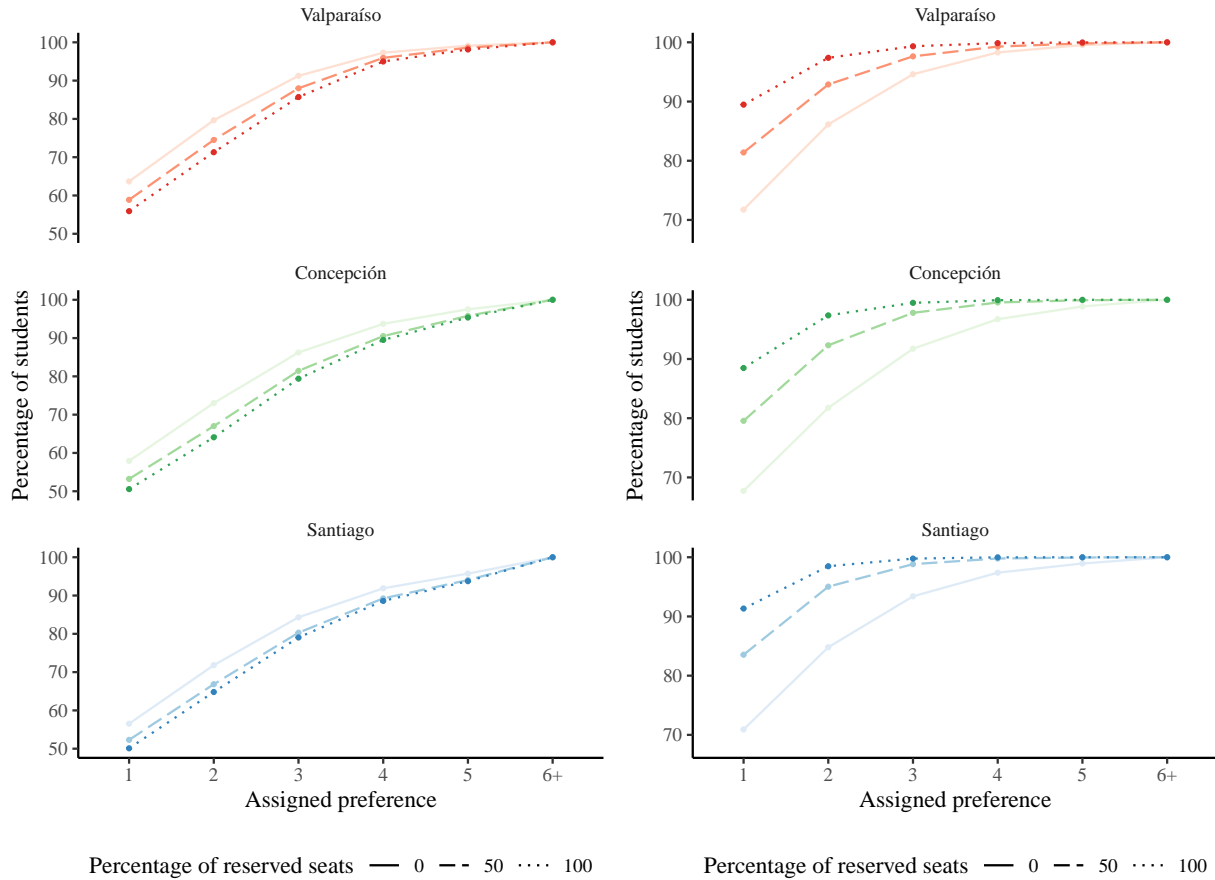 Valparaíso
100
90
80
70
60
50
Concepción
100
90
80
70
60
50
Santiago
100
90
80
70
60
50
Percentage of students
1 2 3 4 5 6+
Assigned preference
Percentage of reserved seats 0 50 100
Valparaíso
100
90
80
70
Concepción
100
90
80
70
Santiago
100
90
80
70
Percentage of students
1 2 3 4 5 6+
Assigned preference
Percentage of reserved seats 0 50 100